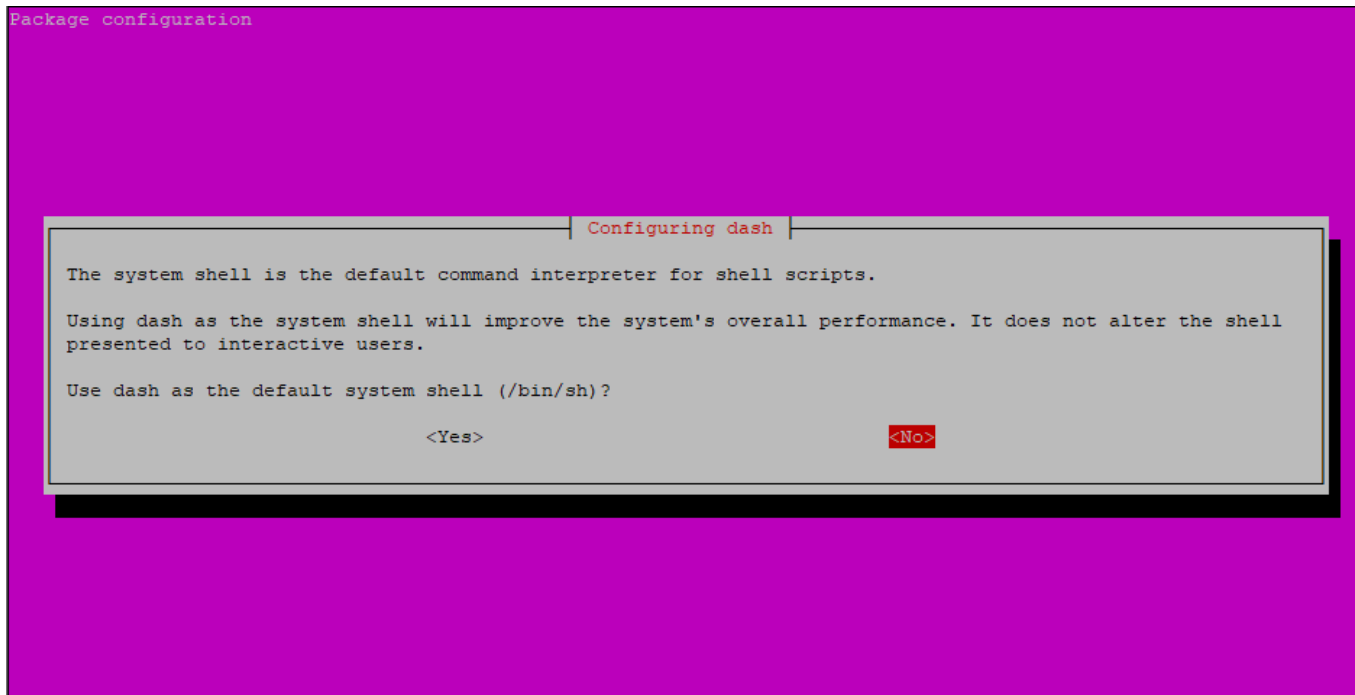 Package configuration
Configuring dash
The system shell is the default command interpreter for shell scripts.
Using dash as the system shell will improve the system's overall performance. It does not alter the shell
presented to interactive users.
Use dash as the default system shell (/bin/sh)?
<Yes> <No>